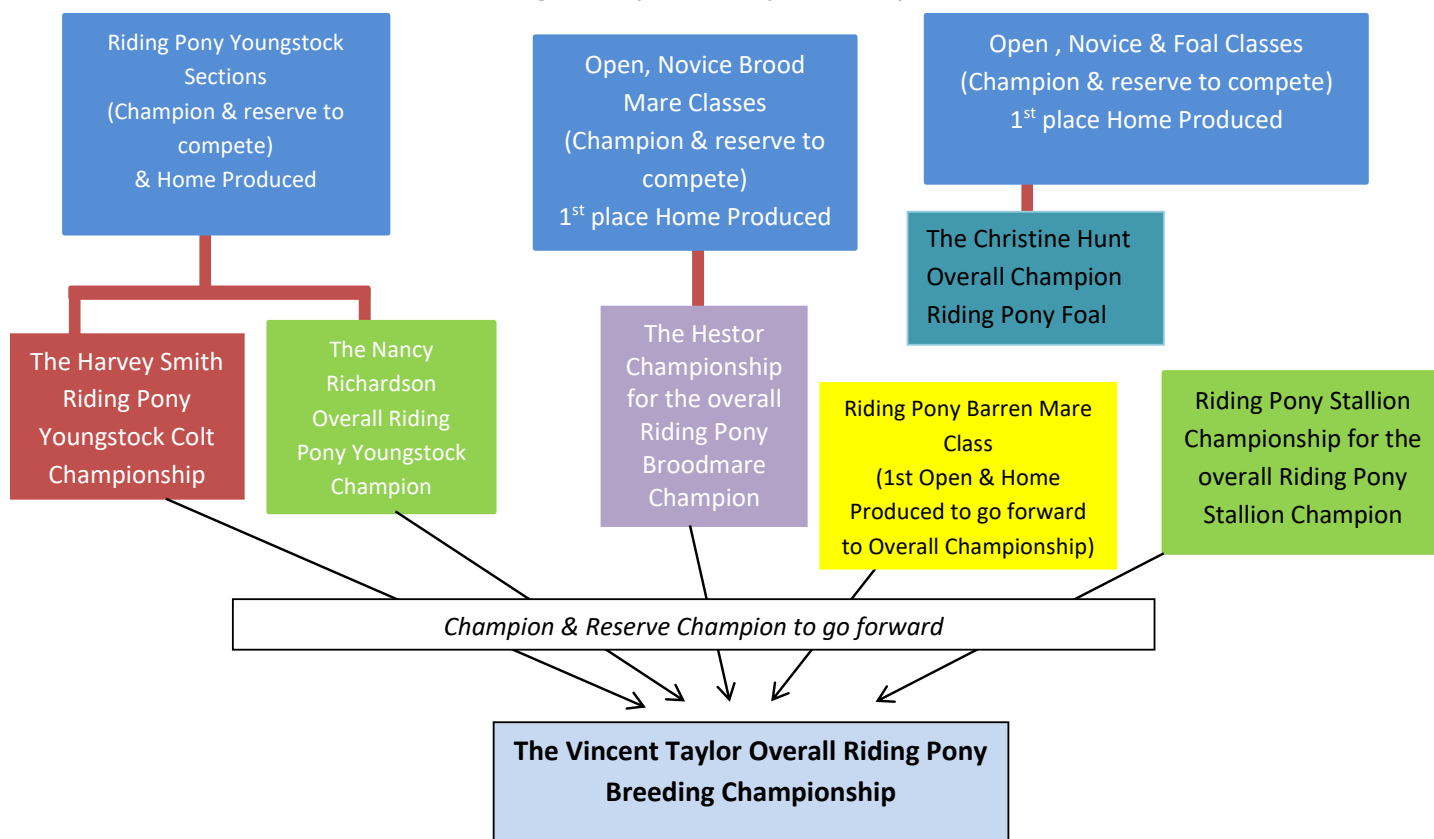 Riding Pony Youngstock
Sections
(Champion & reserve to
compete)
& Home Produced
Open, Novice Brood
Mare Classes
(Champion & reserve to
compete)
1st place Home Produced
Open , Novice & Foal Classes
(Champion & reserve to compete)
1st place Home Produced
The Christine Hunt
Overall Champion
Riding Pony Foal
The Harvey Smith
Riding Pony
Youngstock Colt
Championship
The Nancy
Richardson
Overall Riding
Pony Youngstock
Champion
The Hestor
Championship
for the overall
Riding Pony
Broodmare
Champion
Riding Pony Barren Mare
Class
(1st Open & Home
Produced to go forward
to Overall Championship)
Riding Pony Stallion
Championship for the
overall Riding Pony
Stallion Champion
Champion & Reserve Champion to go forward
The Vincent Taylor Overall Riding Pony
Breeding Championship